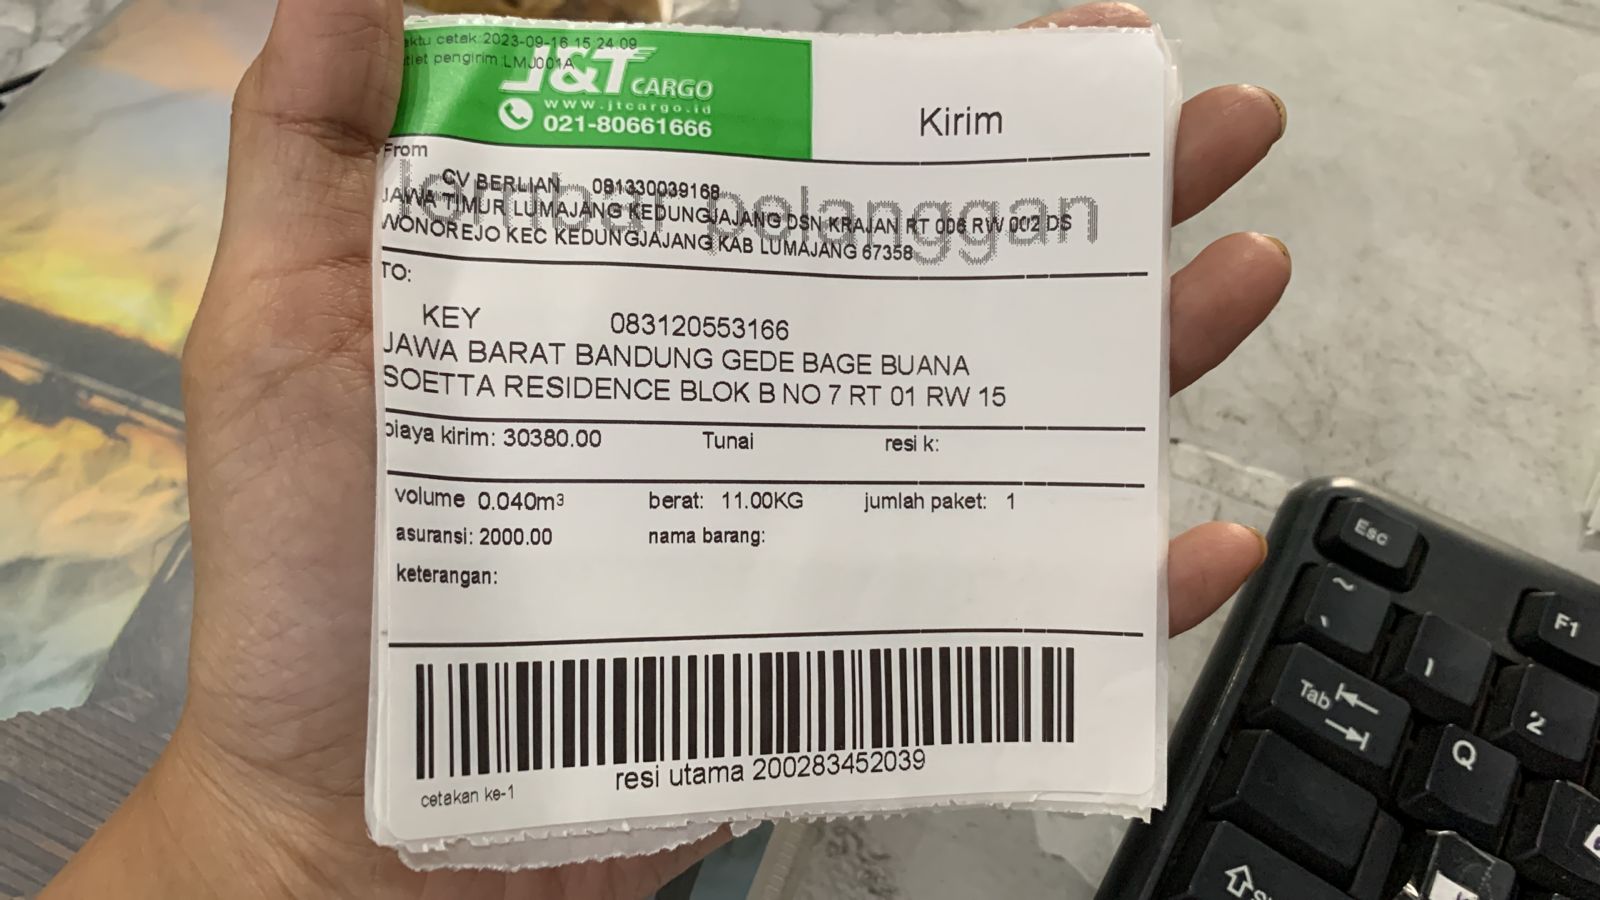 aktu cetak:2023-09-16 15:24:09
tlet pengirim:LMJ001A
J&T CARGO
www.jtcargo.id
021-80661666
Kirim
From
lembar pelanggan
CV BERLIAN 081330039168
JAWA TIMUR LUMAJANG KEDUNGJAJANG DSN KRAJAN RT 006 RW 002 DS
WONOREJO KEC KEDUNGJAJANG KAB LUMAJANG 67358
TO:
KEY 083120553166
JAWA BARAT BANDUNG GEDE BAGE BUANA
SOETTA RESIDENCE BLOK B NO 7 RT 01 RW 15
biaya kirim: 30380.00 Tunai resi k:
volume 0.040m³ berat: 11.00KG jumlah paket: 1
asuransi: 2000.00 nama barang:
keterangan:
resi utama 200283452039
cetakan ke-1
Esc
F1
~
1
2
Tab
Q